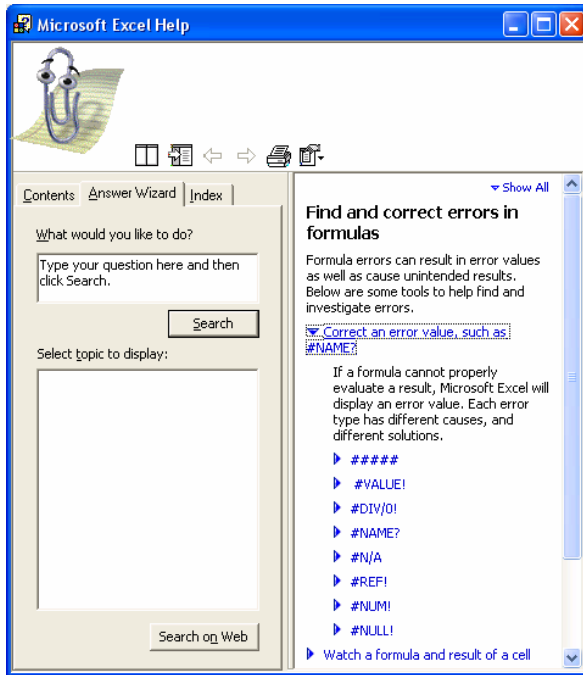 Microsoft Excel Help
Contents
Answer Wizard
Index
What would you like to do?
Type your question here and then
click Search.
Search
Select topic to display:
Search on Web
Show All
Find and correct errors in
formulas
Formula errors can result in error values
as well as cause unintended results.
Below are some tools to help find and
investigate errors.
Correct an error value, such as
#NAME?
If a formula cannot properly
evaluate a result, Microsoft Excel will
display an error value. Each error
type has different causes, and
different solutions.
#####
#VALUE!
#DIV/0!
#NAME?
#N/A
#REF!
#NUM!
#NULL!
Watch a formula and result of a cell